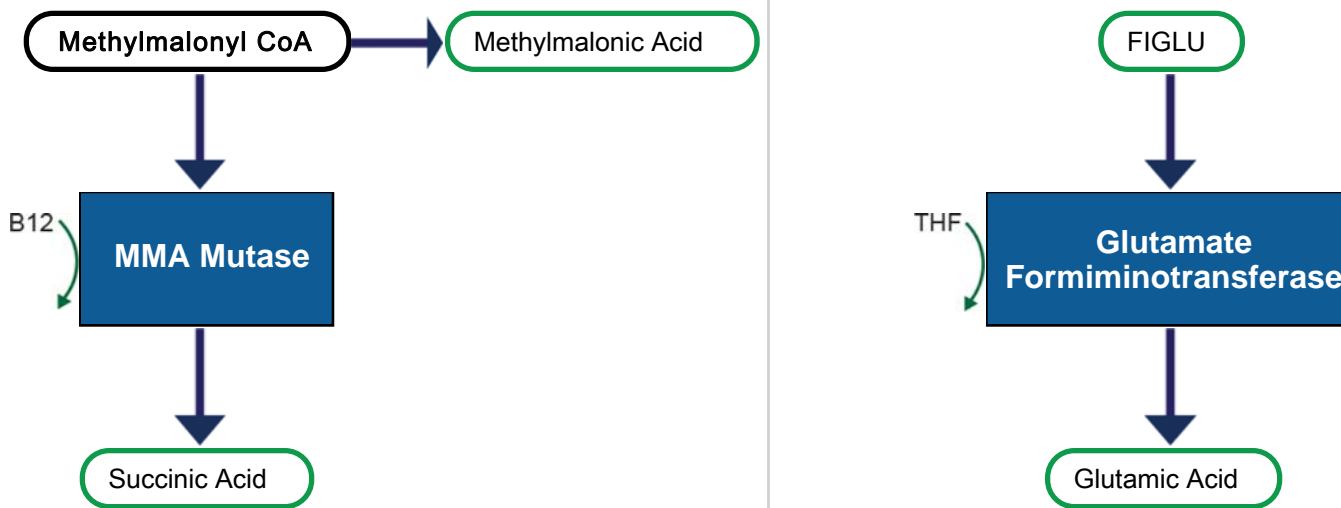 Methylmalonyl CoA
Methylmalonic Acid
B12
MMA Mutase
Succinic Acid
FIGLU
THF
Glutamate
Formiminotransferase
Glutamic Acid